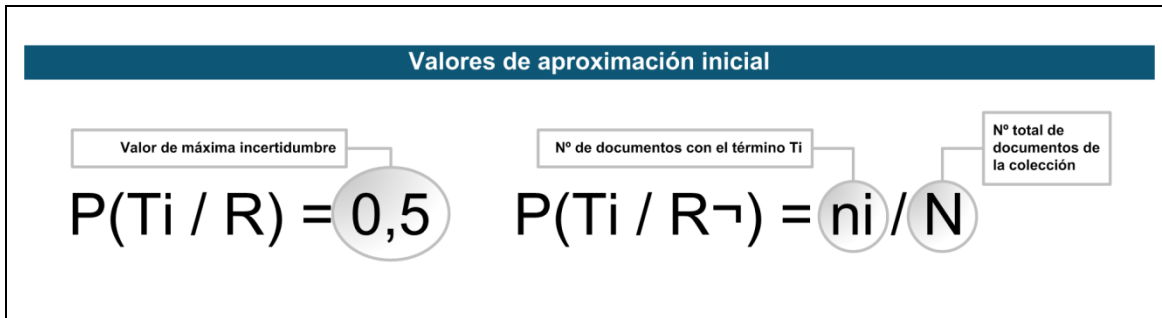 Valores de aproximación inicial
Valor de máxima incertidumbre
Nº de documentos con el término Ti
Nº total de
documentos de
la colección
P(Ti / R) = 0,5
P(Ti / R¬) = ni / N